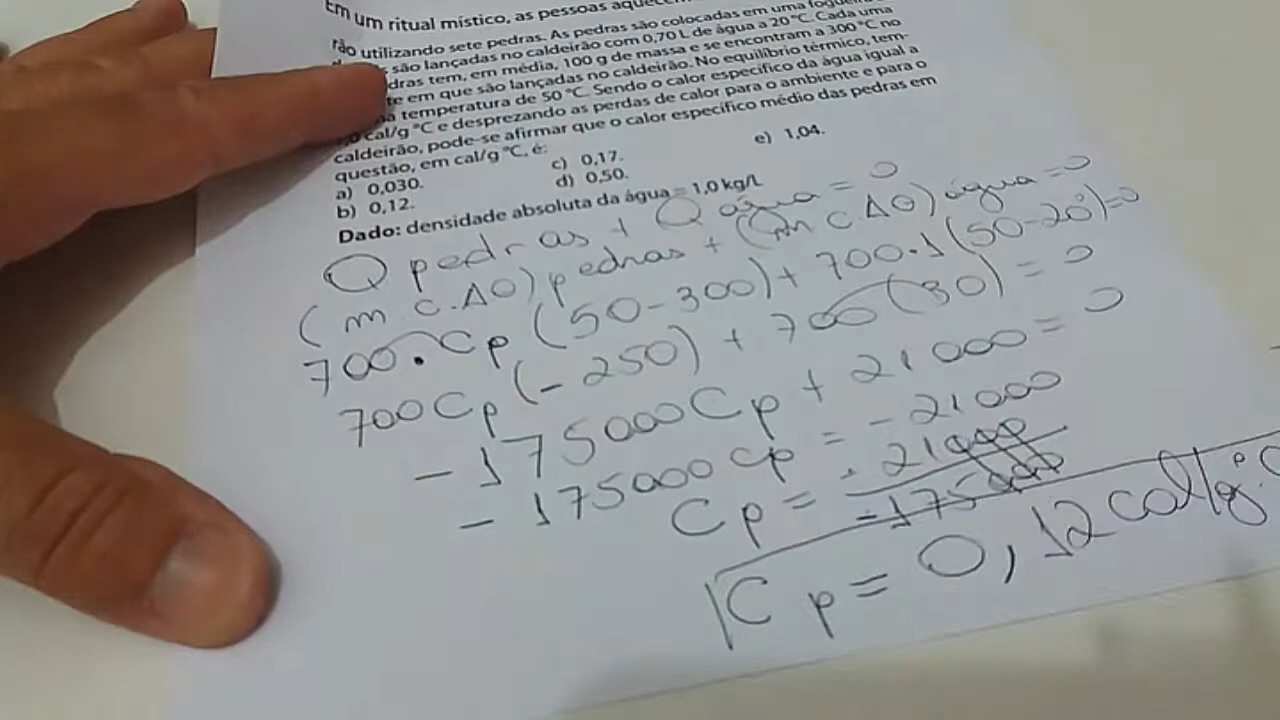 Em um ritual místico, as pessoas
utilizando sete pedras. As pedras são colocadas em uma
são lançadas no caldeirão com 0,70 L de água a 20 °C. Cada uma
tem, em média, 100 g de massa e se encontram a 300 °C no
em que são lançadas no caldeirão. No equilíbrio térmico, tem-
temperatura de 50 °C. Sendo o calor específico da água igual a
cal/g °C e desprezando as perdas de calor para o ambiente e para o
caldeirão, pode-se afirmar que o calor específico médio das pedras em
questão, em cal/g °C, é:
a) 0,030.
b) 0,12.
c) 0,17.
d) 0,50.
e) 1,04.
Dado: densidade absoluta da água = 1,0 kg/L
Q pedras + Q água = 0
(m c.Δθ) pedras + (m c Δθ) água = 0
700 . Cp (50-300) + 700.1 (50-20) = 0
700 Cp (-250) + 700 (30) = 0
-175000 Cp + 21000 = 0
-175000 Cp = -21000
Cp = -21000
-175000
Cp = 0,12 cal/g.°C